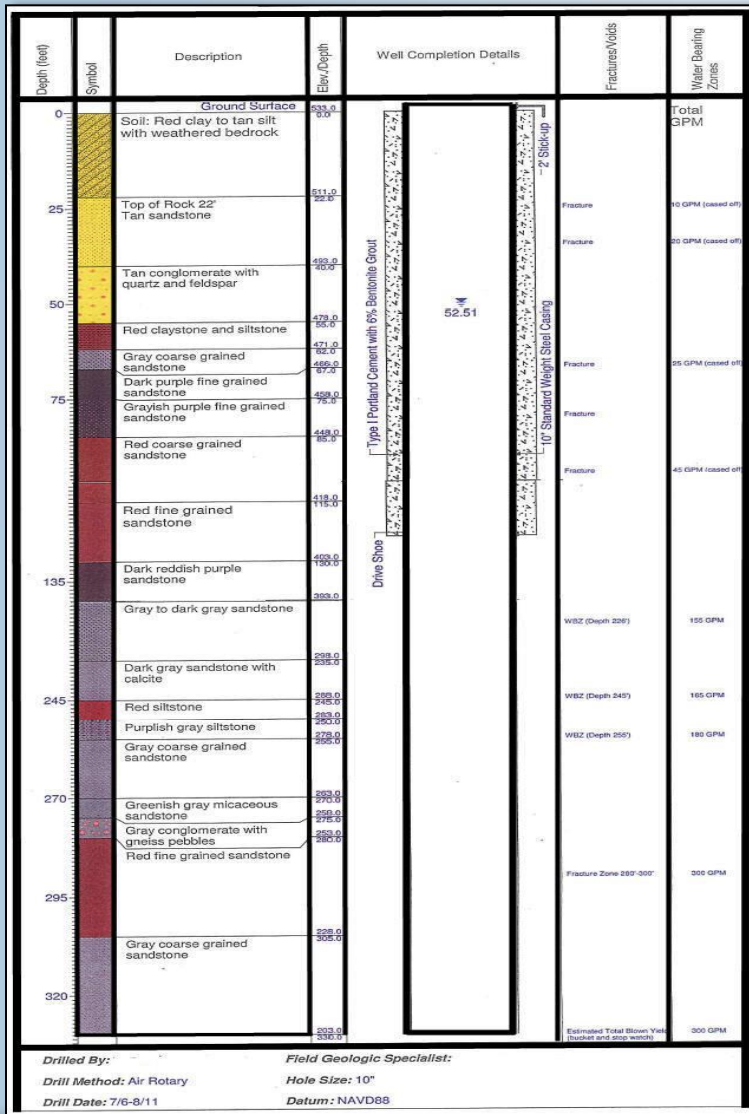 Depth (feet)
Symbol
Description
Elev./Depth
Well Completion Details
Fractures/Voids
Water Bearing
Zones
Ground Surface
533.0
0.0
Total
GPM
0
Soil: Red clay to tan silt
with weathered bedrock
2' Stick-up
511.0
22.0
Top of Rock 22'
Tan sandstone
25
Fracture
10 GPM (cased off)
Fracture
20 GPM (cased off)
493.0
40.0
Tan conglomerate with
quartz and feldspar
50
52.51
478.0
55.0
Red claystone and siltstone
471.0
62.0
Gray coarse grained
sandstone
466.0
67.0
Fracture
25 GPM (cased off)
Dark purple fine grained
sandstone
458.0
75.0
75
Grayish purple fine grained
sandstone
Fracture
448.0
85.0
Type I Portland Cement with 6% Bentonite Grout
10" Standard Weight Steel Casing
Red coarse grained
sandstone
Fracture
45 GPM (cased off)
418.0
115.0
Red fine grained
sandstone
Drive Shoe
403.0
130.0
Dark reddish purple
sandstone
135
393.0
Gray to dark gray sandstone
WBZ (Depth 226')
155 GPM
298.0
235.0
Dark gray sandstone with
calcite
288.0
245.0
245
WBZ (Depth 245')
165 GPM
Red siltstone
283.0
250.0
Purplish gray siltstone
278.0
255.0
WBZ (Depth 255')
180 GPM
Gray coarse grained
sandstone
263.0
270.0
270
Greenish gray micaceous
sandstone
258.0
275.0
Gray conglomerate with
gneiss pebbles
253.0
280.0
Red fine grained sandstone
Fracture Zone 280'-300'
300 GPM
295
228.0
305.0
Gray coarse grained
sandstone
320
203.0
330.0
Estimated Total Blown Yield
(bucket and stop watch)
300 GPM
Drilled By:
Field Geologic Specialist:
Drill Method: Air Rotary
Hole Size: 10"
Drill Date: 7/6-8/11
Datum: NAVD88